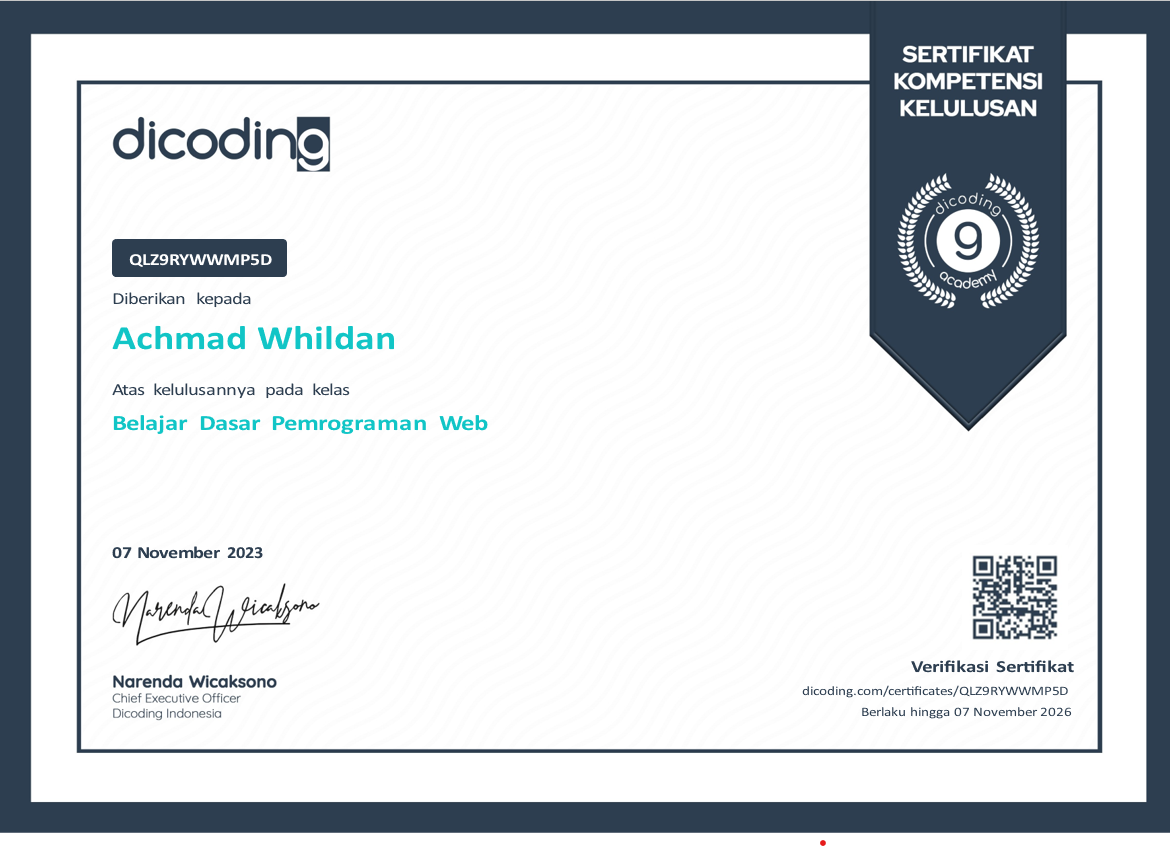 SERTIFIKAT
KOMPETENSI
KELULUSAN
dicoding
dicoding
9
academy
QLZ9RYWWMP5D
Diberikan kepada
Achmad Whildan
Atas kelulusannya pada kelas
Belajar Dasar Pemrograman Web
07 November 2023
Narenda Wicaksono
Narenda Wicaksono
Chief Executive Officer
Dicoding Indonesia
Verifikasi Sertifikat
dicoding.com/certificates/QLZ9RYWWMP5D
Berlaku hingga 07 November 2026